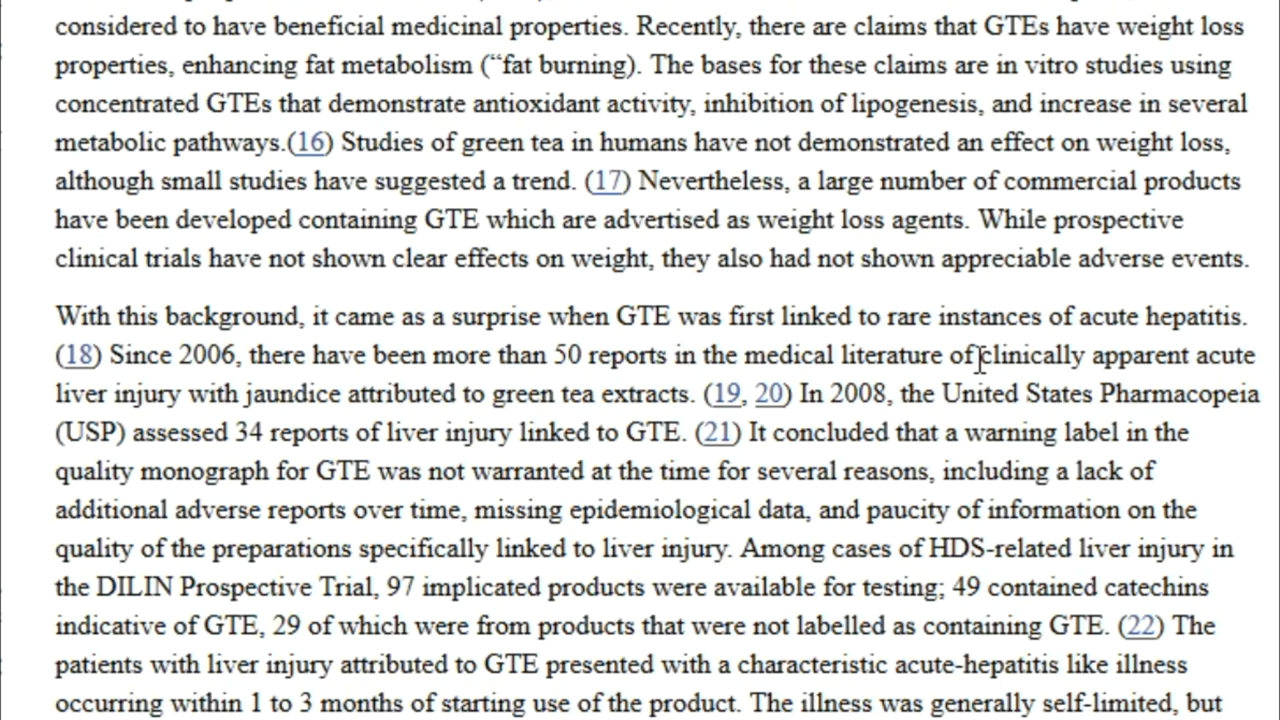 considered to have beneficial medicinal properties. Recently, there are claims that GTEs have weight loss
properties, enhancing fat metabolism (“fat burning). The bases for these claims are in vitro studies using
concentrated GTEs that demonstrate antioxidant activity, inhibition of lipogenesis, and increase in several
metabolic pathways.(16) Studies of green tea in humans have not demonstrated an effect on weight loss,
although small studies have suggested a trend. (17) Nevertheless, a large number of commercial products
have been developed containing GTE which are advertised as weight loss agents. While prospective
clinical trials have not shown clear effects on weight, they also had not shown appreciable adverse events.
With this background, it came as a surprise when GTE was first linked to rare instances of acute hepatitis.
(18) Since 2006, there have been more than 50 reports in the medical literature of clinically apparent acute
liver injury with jaundice attributed to green tea extracts. (19, 20) In 2008, the United States Pharmacopeia
(USP) assessed 34 reports of liver injury linked to GTE. (21) It concluded that a warning label in the
quality monograph for GTE was not warranted at the time for several reasons, including a lack of
additional adverse reports over time, missing epidemiological data, and paucity of information on the
quality of the preparations specifically linked to liver injury. Among cases of HDS-related liver injury in
the DILIN Prospective Trial, 97 implicated products were available for testing; 49 contained catechins
indicative of GTE, 29 of which were from products that were not labelled as containing GTE. (22) The
patients with liver injury attributed to GTE presented with a characteristic acute-hepatitis like illness
occurring within 1 to 3 months of starting use of the product. The illness was generally self-limited, but